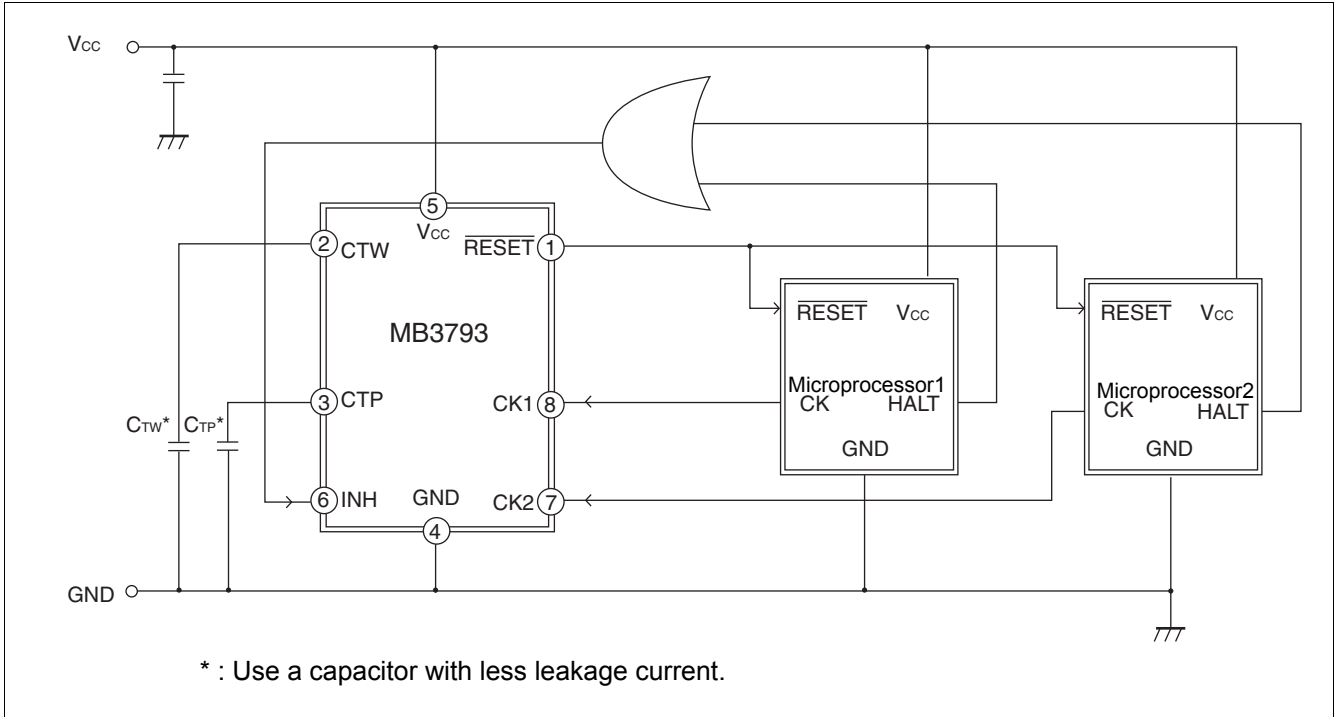 VCC
5
VCC
2 CTW
RESET 1
MB3793
RESET VCC
RESET VCC
Microprocessor1
CK HALT
GND
Microprocessor2
CK HALT
GND
3 CTP
CK1 8
CTW* CTP*
6 INH
GND
4
CK2 7
GND
* : Use a capacitor with less leakage current.